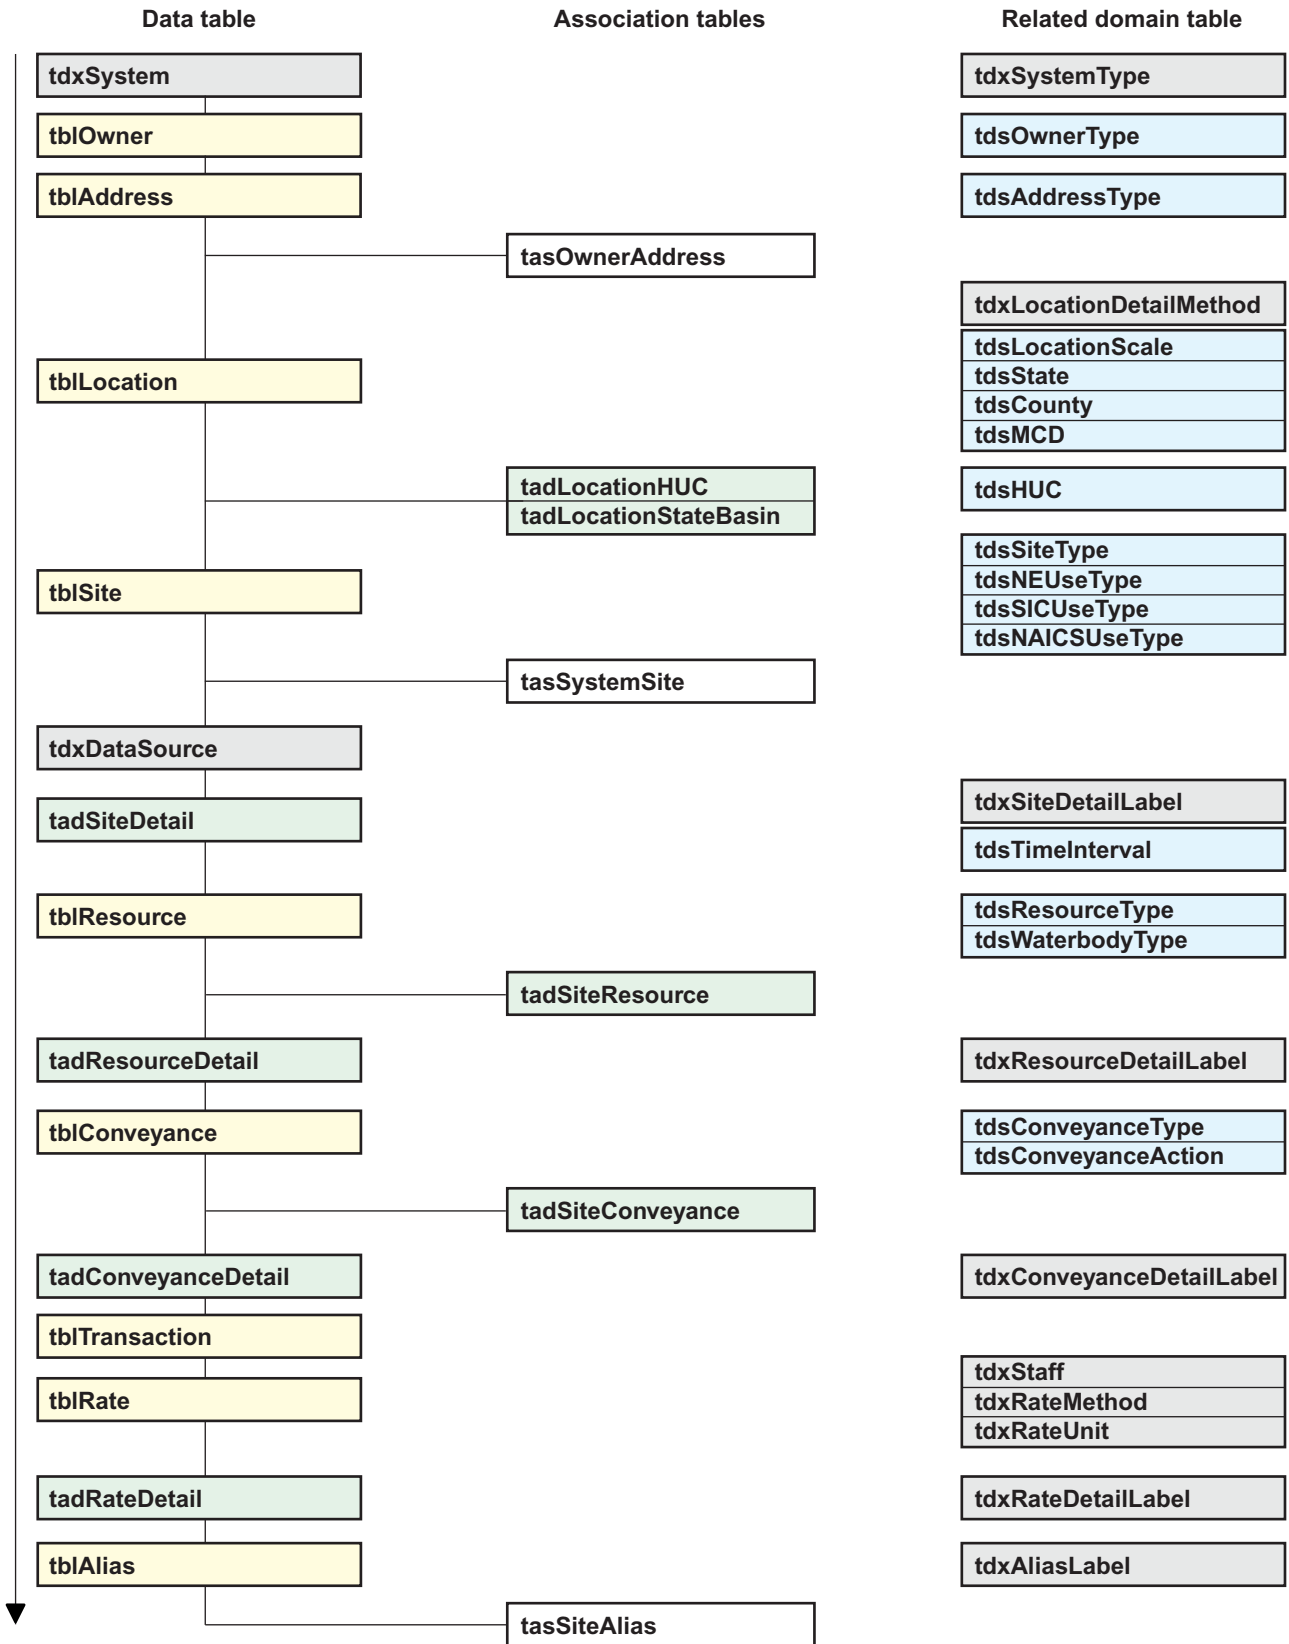 Data table
Association tables
Related domain table
tdxSystem
tdxSystemType
tblOwner
tdsOwnerType
tblAddress
tdsAddressType
tasOwnerAddress
tdxLocationDetailMethod
tdsLocationScale
tblLocation
tdsState
tdsCounty
tdsMCD
tadLocationHUC
tdsHUC
tadLocationStateBasin
tdsSiteType
tblSite
tdsNEUseType
tdsSICUseType
tdsNAICSUseType
tasSystemSite
tdxDataSource
tdxSiteDetailLabel
tadSiteDetail
tdsTimeInterval
tblResource
tdsResourceType
tdsWaterbodyType
tadSiteResource
tadResourceDetail
tdxResourceDetailLabel
tblConveyance
tdsConveyanceType
tdsConveyanceAction
tadSiteConveyance
tadConveyanceDetail
tdxConveyanceDetailLabel
tblTransaction
tdxStaff
tblRate
tdxRateMethod
tdxRateUnit
tadRateDetail
tdxRateDetailLabel
tblAlias
tdxAliasLabel
tasSiteAlias